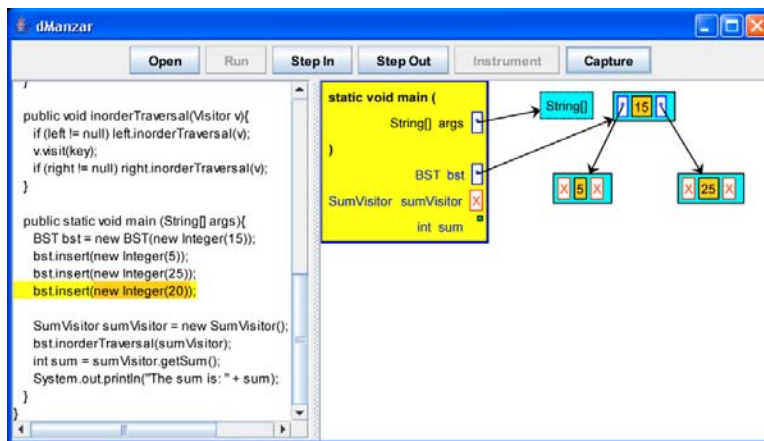 dManzar
Open Run Step In Step Out Instrument Capture
}
public void inorderTraversal(Visitor v){
if (left != null) left.inorderTraversal(v);
v.visit(key);
if (right != null) right.inorderTraversal(v);
}
public static void main (String[] args){
BST bst = new BST(new Integer(15));
bst.insert(new Integer(5));
bst.insert(new Integer(25));
bst.insert(new Integer(20));
SumVisitor sumVisitor = new SumVisitor();
bst.inorderTraversal(sumVisitor);
int sum = sumVisitor.getSum();
System.out.println("The sum is: " + sum);
}
}
static void main (
String[] args
)
BST bst
SumVisitor sumVisitor X
int sum
String[]
15
X 5 X
X 25 X